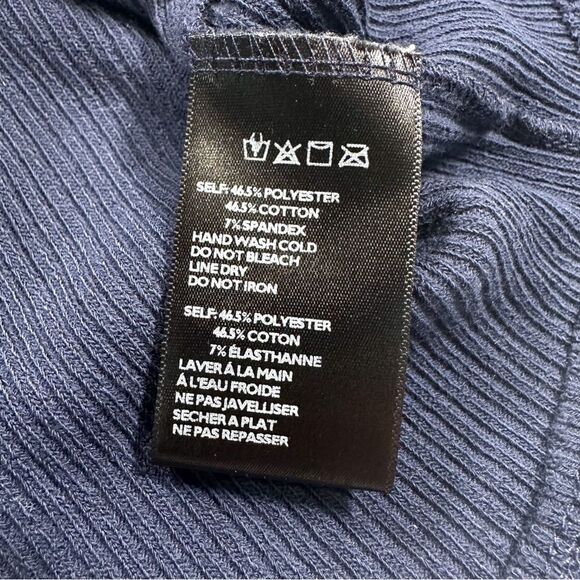 SELF: 46.5% POLYESTER
46.5% COTTON
7% SPANDEX
HAND WASH COLD
DO NOT BLEACH
LINE DRY
DO NOT IRON
SELF: 46.5% POLYESTER
46.5% COTON
7% ÉLASTHANNE
LAVER Á LA MAIN
Á L'EAU FROIDE
NE PAS JAVELLISER
SECHER A PLAT
NE PAS REPASSER